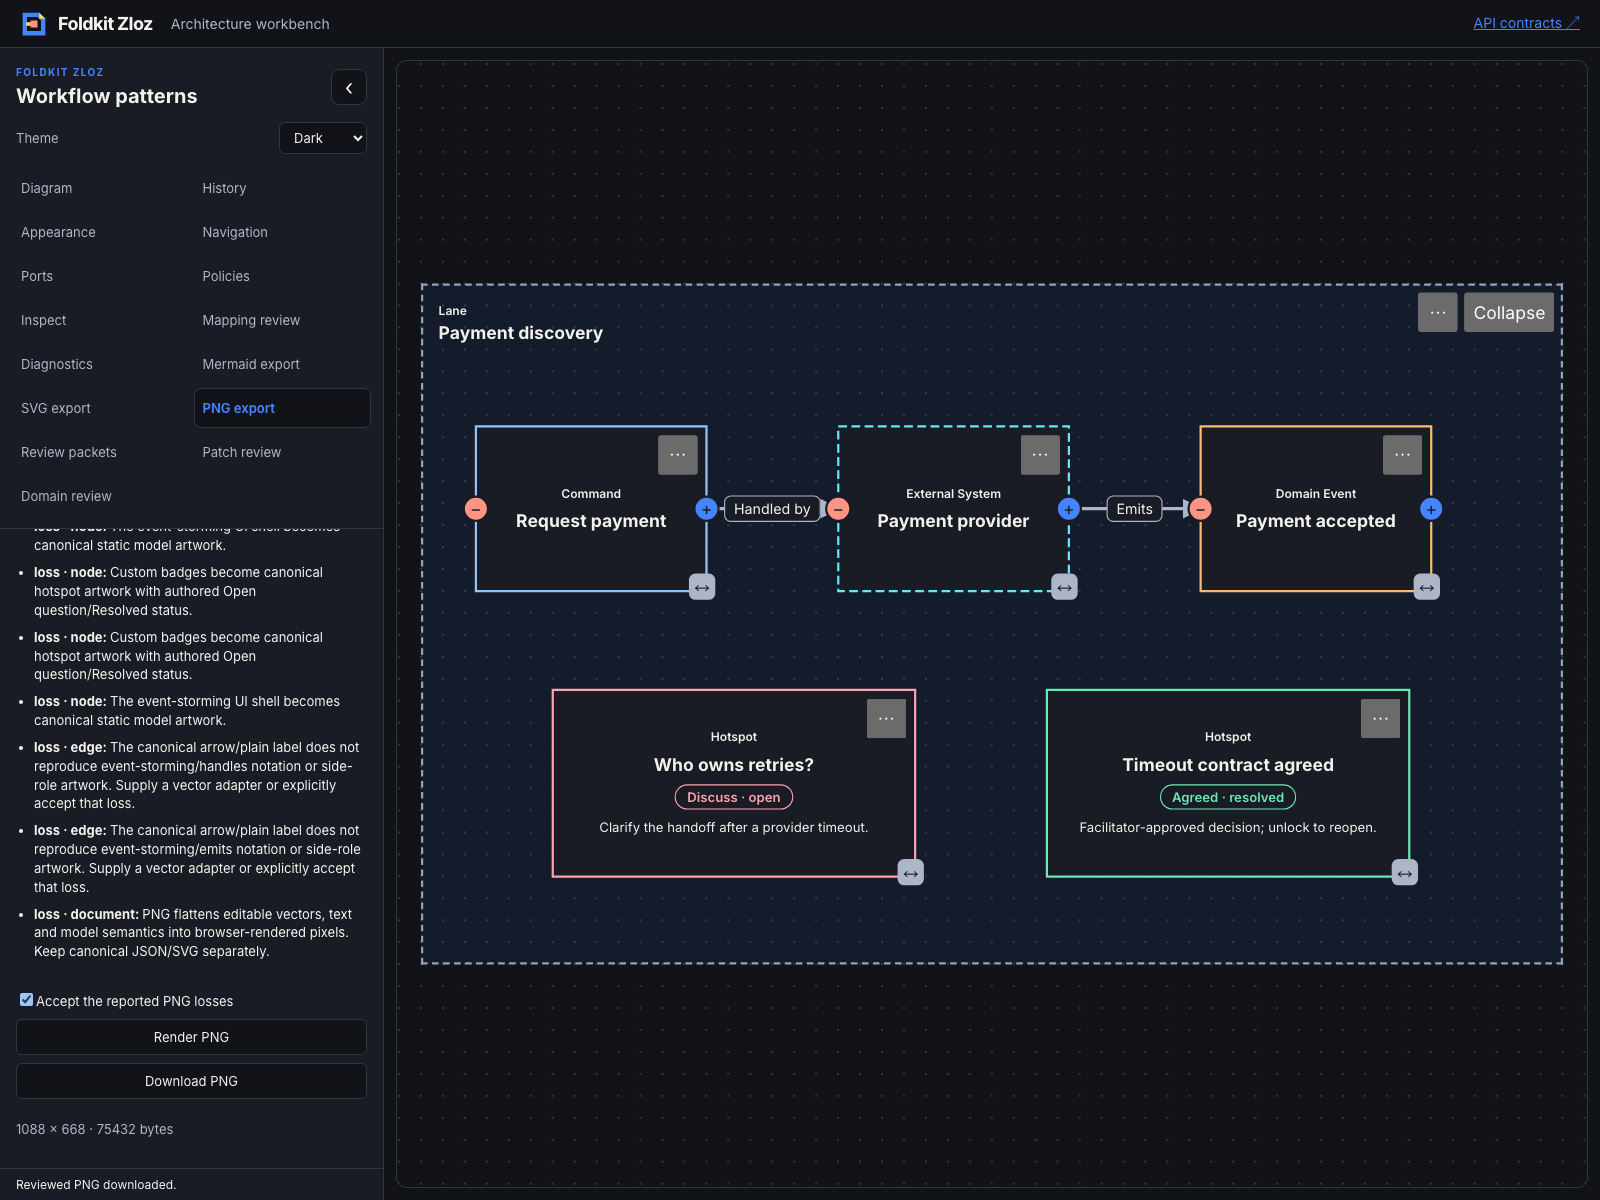 Foldkit Zloz
Architecture workbench
API contracts ↗
FOLDKIT ZLOZ
Workflow patterns
Theme
Dark
Diagram
History
Appearance
Navigation
Ports
Policies
Inspect
Mapping review
Diagnostics
Mermaid export
SVG export
PNG export
Review packets
Patch review
Domain review
loss · node: The event-storming UI shell becomes
canonical static model artwork.
loss · node: Custom badges become canonical
hotspot artwork with authored Open
question/Resolved status.
loss · node: Custom badges become canonical
hotspot artwork with authored Open
question/Resolved status.
loss · node: The event-storming UI shell becomes
canonical static model artwork.
loss · edge: The canonical arrow/plain label does not
reproduce event-storming/handles notation or side-
role artwork. Supply a vector adapter or explicitly
accept that loss.
loss · edge: The canonical arrow/plain label does not
reproduce event-storming/emits notation or side-role
artwork. Supply a vector adapter or explicitly accept
that loss.
loss · document: PNG flattens editable vectors, text
and model semantics into browser-rendered pixels.
Keep canonical JSON/SVG separately.
Accept the reported PNG losses
Render PNG
Download PNG
1088 × 668 · 75432 bytes
Reviewed PNG downloaded.
Lane
Payment discovery
···
Collapse
···
Command
Request payment
− +
↔
Handled by
···
External System
Payment provider
− +
↔
Emits
···
Domain Event
Payment accepted
− +
↔
···
Hotspot
Who owns retries?
Discuss · open
Clarify the handoff after a provider timeout.
↔
···
Hotspot
Timeout contract agreed
Agreed · resolved
Facilitator-approved decision; unlock to reopen.
↔